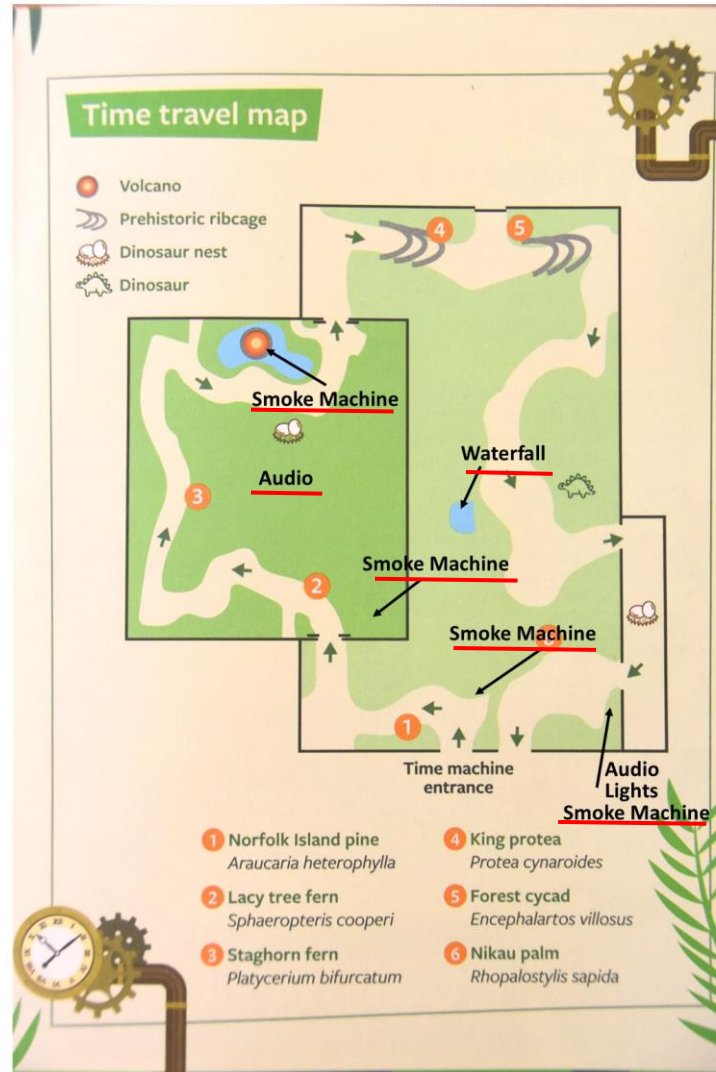 Time travel map
Volcano
Prehistoric ribcage
Dinosaur nest
Dinosaur
4
5
Smoke Machine
Waterfall
Audio
3
Smoke Machine
2
Smoke Machine
1
Time machine
entrance
Audio
Lights
Smoke Machine
1 Norfolk Island pine
Araucaria heterophylla
2 Lacy tree fern
Sphaeropteris cooperi
3 Staghorn fern
Platycerium bifurcatum
4 King protea
Protea cynaroides
5 Forest cycad
Encephalartos villosus
6 Nikau palm
Rhopalostylis sapida